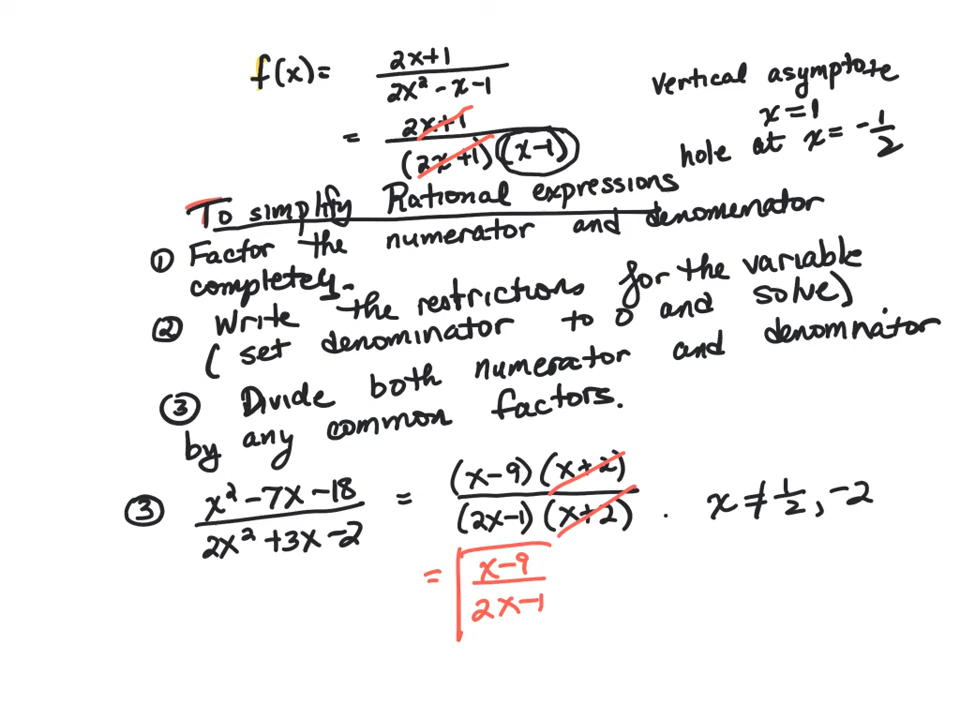 f(x)= (2x+1)/(2x² - x - 1)
= (2x+1)/((2x+1)(x-1))
vertical asymptote
x=1
hole at x = -1/2
To simplify Rational expressions
① Factor the numerator and denomenator
completely.
② Write the restrictions for the variable
( set denominator to 0 and solve)
③ Divide both numerator and denomnator
by any common factors.
③ (x² - 7x - 18)/(2x² + 3x - 2) = ((x-9)(x+2))/((2x-1)(x+2)) . x ≠ 1/2, -2
= (x-9)/(2x-1)